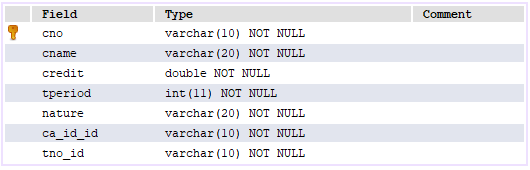 Field Type Comment
cno varchar(10) NOT NULL
cname varchar(20) NOT NULL
credit double NOT NULL
tperiod int(11) NOT NULL
nature varchar(20) NOT NULL
ca_id_id varchar(10) NOT NULL
tno_id varchar(10) NOT NULL